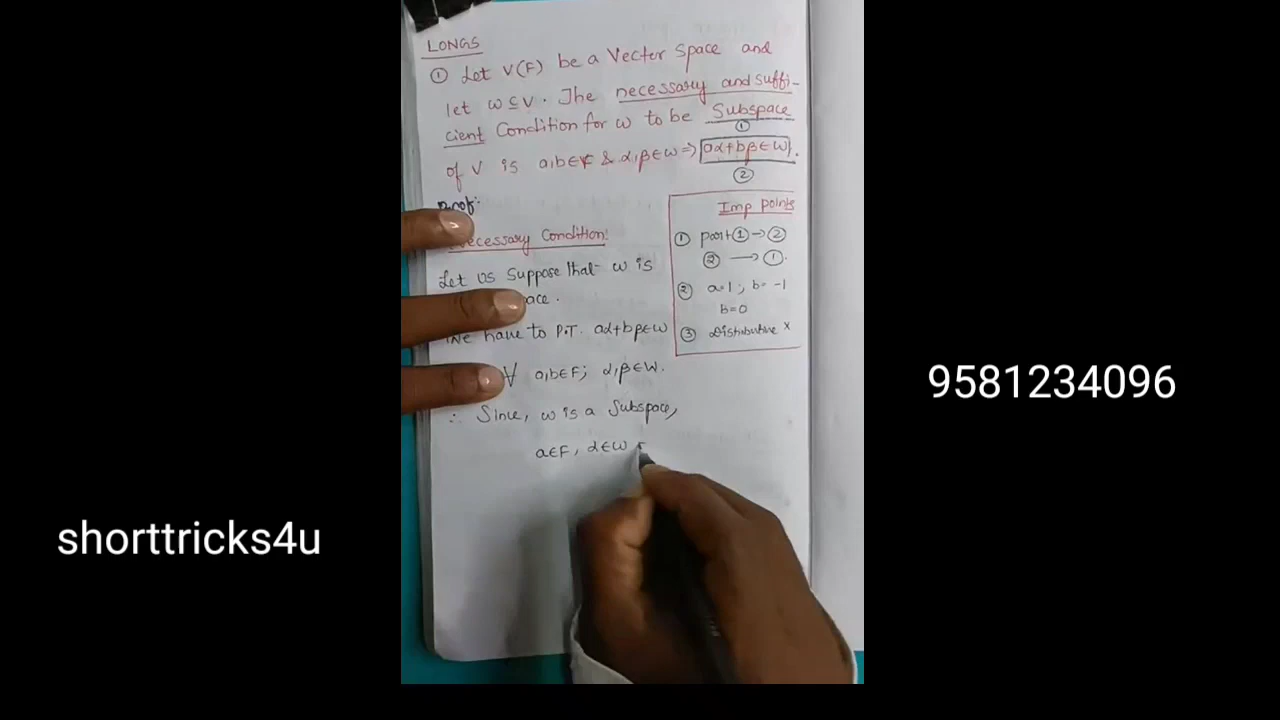 LONGS
① Let V(F) be a Vector Space and
let W⊆V. The necessary and suffi-
cient Condition for W to be Subspace
①
of V is a,b∈F & α,β∈W ⇒ aα+bβ∈W.
②
Proof:
Necessary Condition:
Let us suppose that W is
ace.
We have to P.T. aα+bβ∈W
∀ a,b∈F; α,β∈W.
∴ Since, W is a Subspace,
a∈F, α∈W
Imp points
① part ① → ②
② → ①.
② a=1; b=-1
b=0
③ Distributive x
9581234096
shorttricks4u